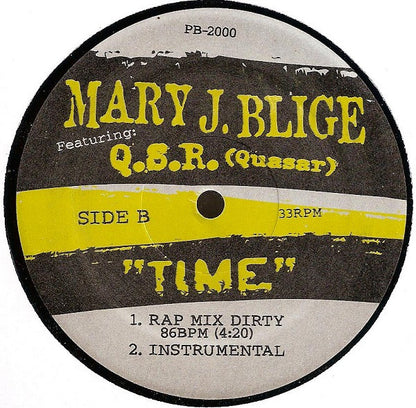 PB-2000
MARY J. BLIGE
Featuring:
Q.S.R. (Quasar)
SIDE B
33RPM
"TIME"
1. RAP MIX DIRTY
86BPM (4:20)
2. INSTRUMENTAL